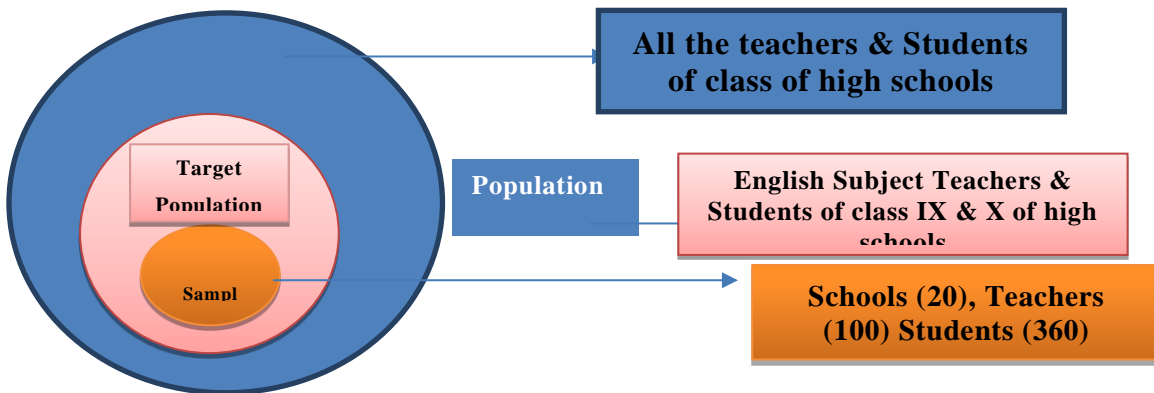 All the teachers & Students
of class of high schools
Target
Population
Population
English Subject Teachers &
Students of class IX & X of high
schools
Sampl
Schools (20), Teachers
(100) Students (360)